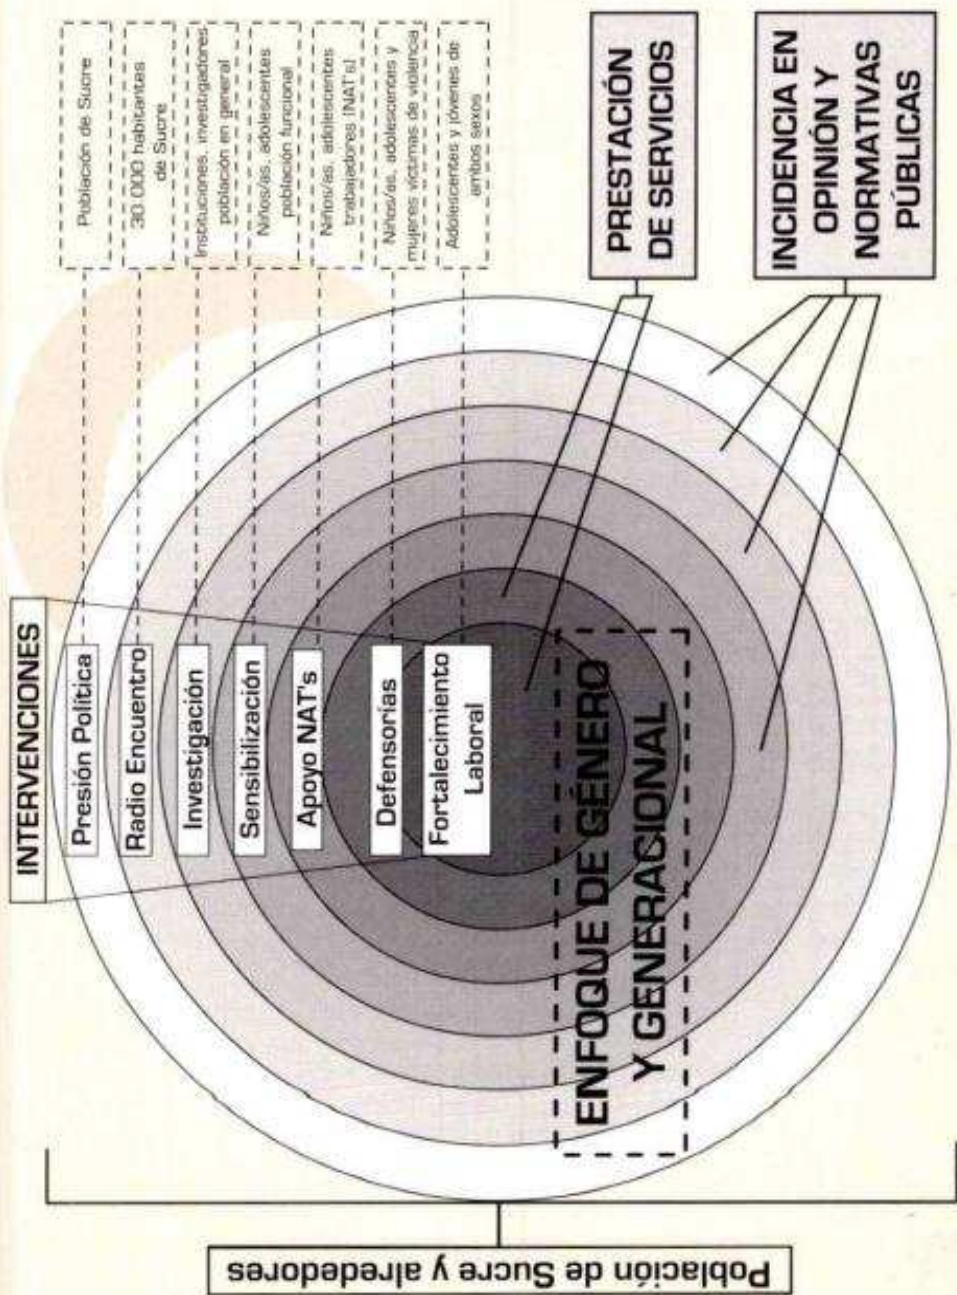 INTERVENCIONES
Presión Política
Radio Encuentro
Investigación
Sensibilización
Apoyo NAT's
Defensorías
Fortalecimiento
Laboral
Población de Sucre
30.000 habitantes
de Sucre
Instituciones, investigadores
población en general
Niños/as, adolescentes
población funcional
Niños/as, adolescentes
trabajadores (NAT's)
Niños/as, adolescentes y
mujeres víctimas de violencia
Adolescentes y jóvenes de
ambos sexos
ENFOQUE DE GÉNERO
Y GENERACIONAL
PRESTACIÓN
DE SERVICIOS
INCIDENCIA EN
OPINIÓN Y
NORMATIVAS
PÚBLICAS
Población de Sucre y alrededores